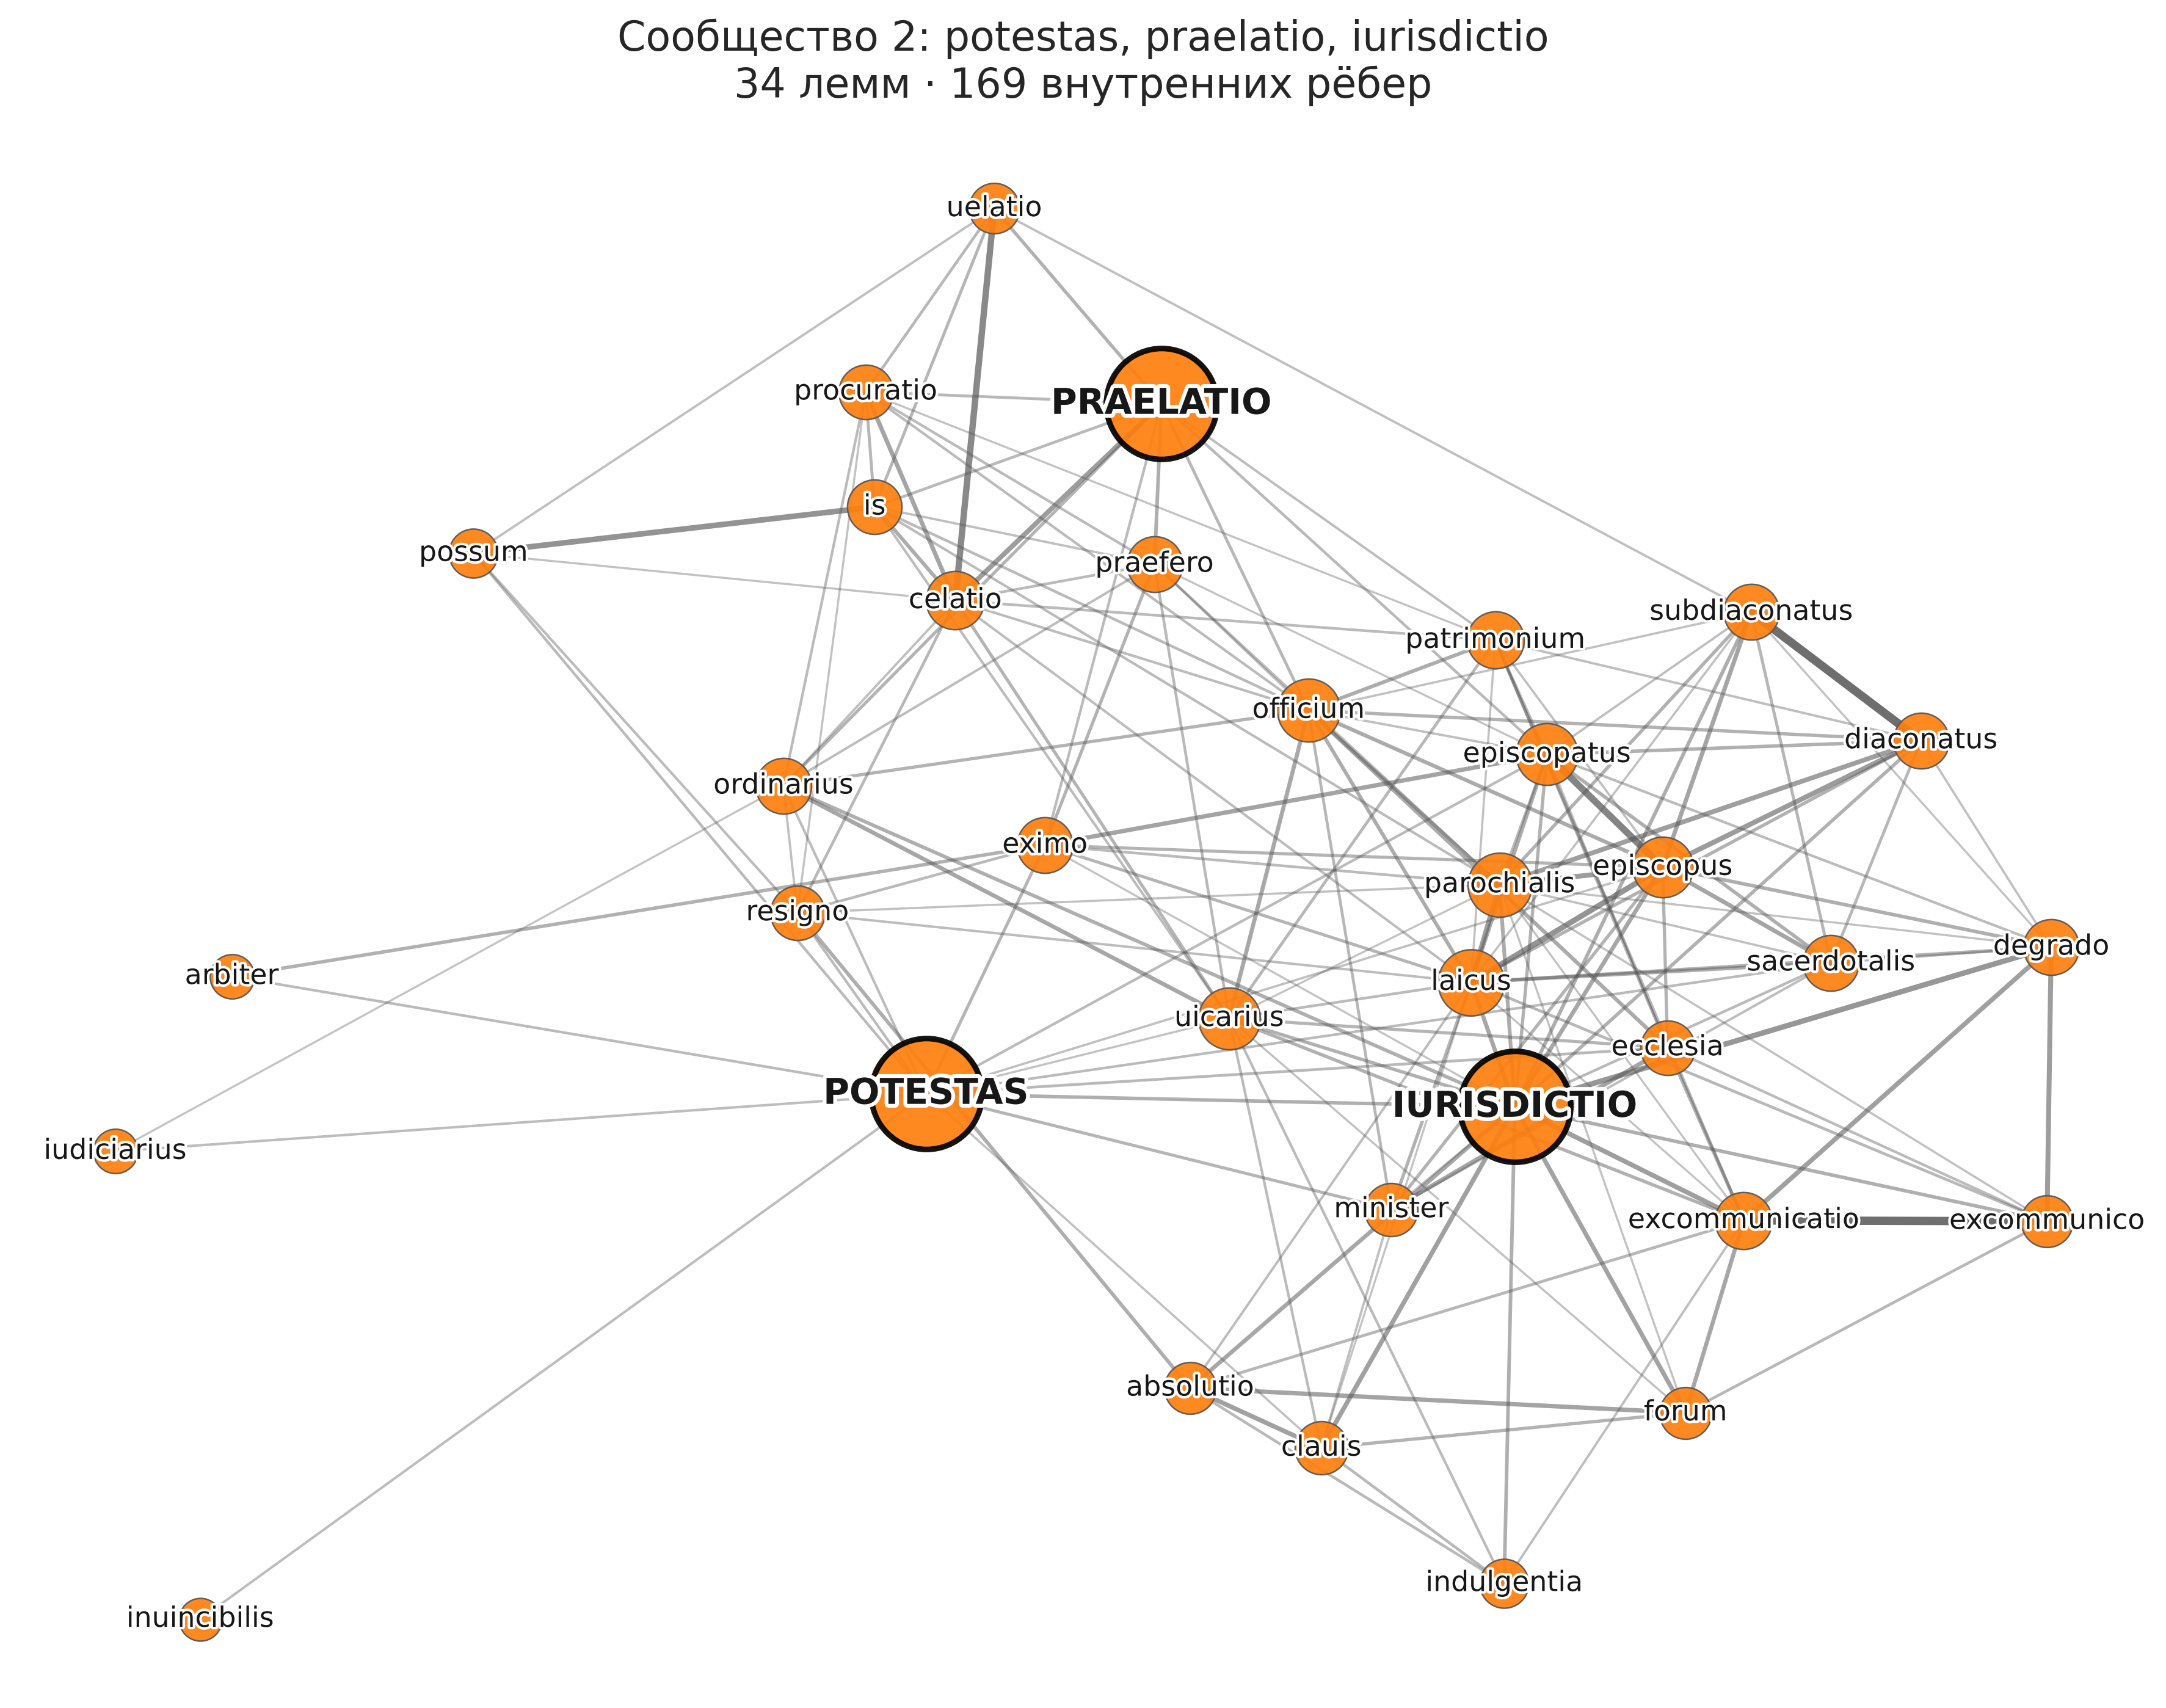 Сообщество 2: potestas, praelatio, iurisdictio
34 лемм · 169 внутренних рёбер
uelatio
procuratio
PRAELATIO
is
possum
praefero
celatio
subdiaconatus
patrimonium
officium
diaconatus
episcopatus
ordinarius
eximo
episcopus
parochialis
resigno
degrado
sacerdotalis
arbiter
laicus
uicarius
ecclesia
POTESTAS
IURISDICTIO
iudiciarius
minister
excommunicatio
excommunico
absolutio
forum
clauis
indulgentia
inuincibilis